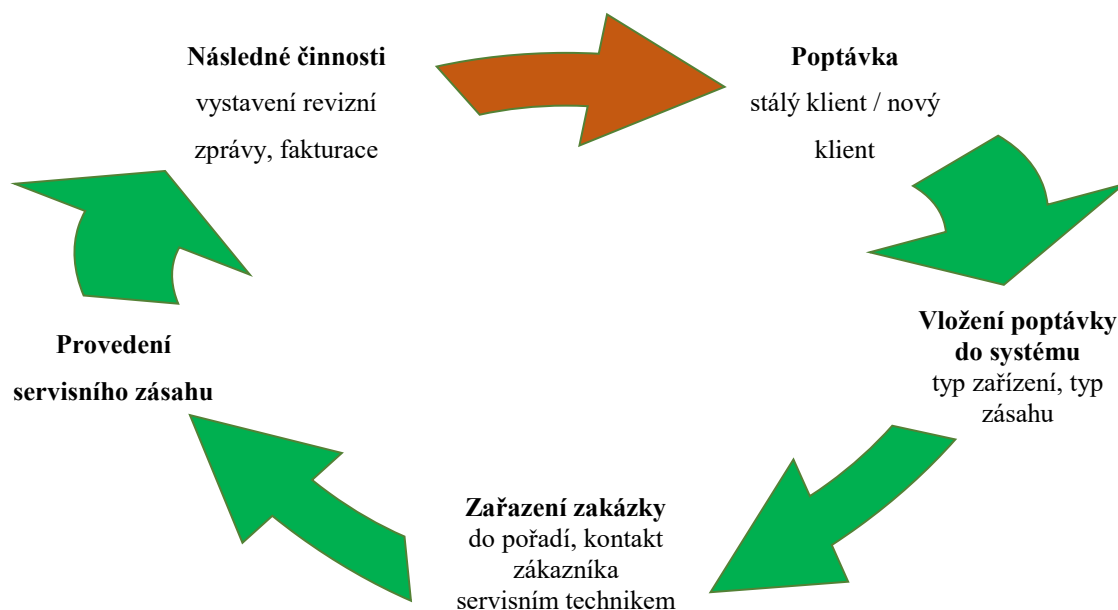 Následné činnosti
vystavení revizní
zprávy, fakturace
Poptávka
stálý klient / nový
klient
Vložení poptávky
do systému
typ zařízení, typ
zásahu
Zařazení zakázky
do pořadí, kontakt
zákazníka
servisním technikem
Provedení
servisního zásahu